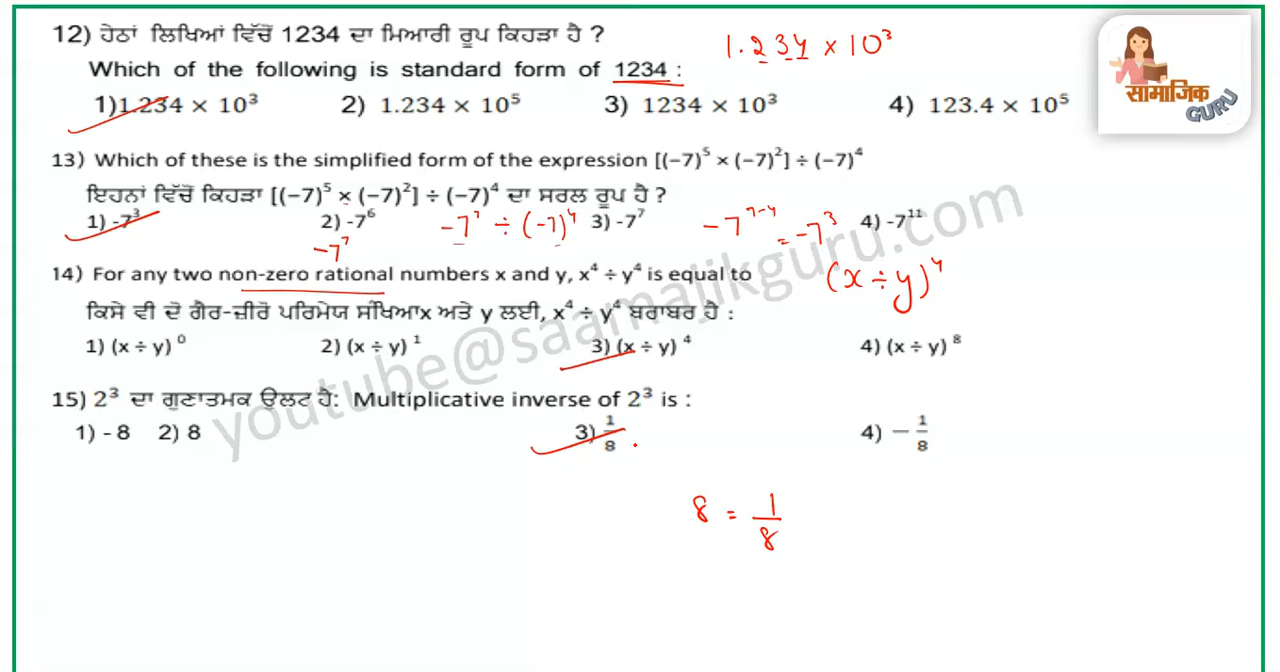 12) ਹੇਠਾਂ ਲਿਖਿਆਂ ਵਿੱਚੋਂ 1234 ਦਾ ਮਿਆਰੀ ਰੂਪ ਕਿਹੜਾ ਹੈ ?
1.234 × 10³
Which of the following is standard form of 1234 :
1) 1.234 × 10³ 2) 1.234 × 10⁵ 3) 1234 × 10³ 4) 123.4 × 10⁵
सामाजिक
GURU
13) Which of these is the simplified form of the expression [(−7)⁵ × (−7)²] ÷ (−7)⁴
ਇਹਨਾਂ ਵਿੱਚੋਂ ਕਿਹੜਾ [(−7)⁵ × (−7)²] ÷ (−7)⁴ ਦਾ ਸਰਲ ਰੂਪ ਹੈ ?
1) -7³ 2) -7⁶ 3) -7⁷ 4) -7¹¹
-7⁷ ÷ (-7)⁴ -7⁷⁻⁴ = -7³
-7⁷
14) For any two non-zero rational numbers x and y, x⁴ ÷ y⁴ is equal to
(x ÷ y)⁴
ਕਿਸੇ ਵੀ ਦੋ ਗੈਰ-ਜ਼ੀਰੋ ਪਰਿਮੇਯ ਸੰਖਿਆx ਅਤੇ y ਲਈ, x⁴ ÷ y⁴ ਬਰਾਬਰ ਹੈ :
1) (x ÷ y)⁰ 2) (x ÷ y)¹ 3) (x ÷ y)⁴ 4) (x ÷ y)⁸
15) 2³ ਦਾ ਗੁਣਾਤਮਕ ਉਲਟ ਹੈ: Multiplicative inverse of 2³ is :
1) - 8 2) 8 3) 1/8 4) − 1/8
8 = 1/8
youtube@saamajikguru.com